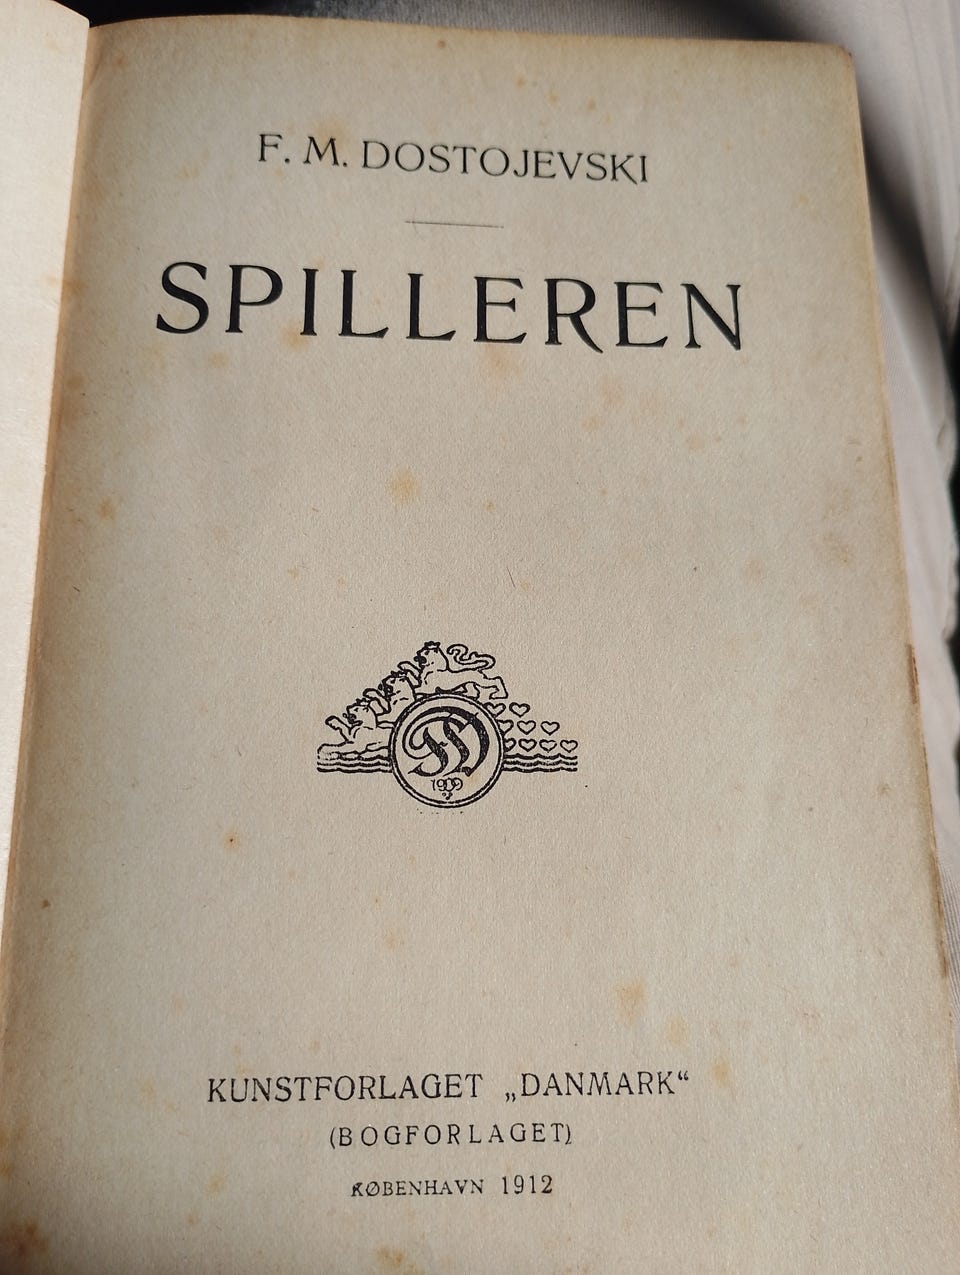 F. M. DOSTOJEVSKI
SPILLEREN
1909
KUNSTFORLAGET „DANMARK“
(BOGFORLAGET)
KØBENHAVN 1912